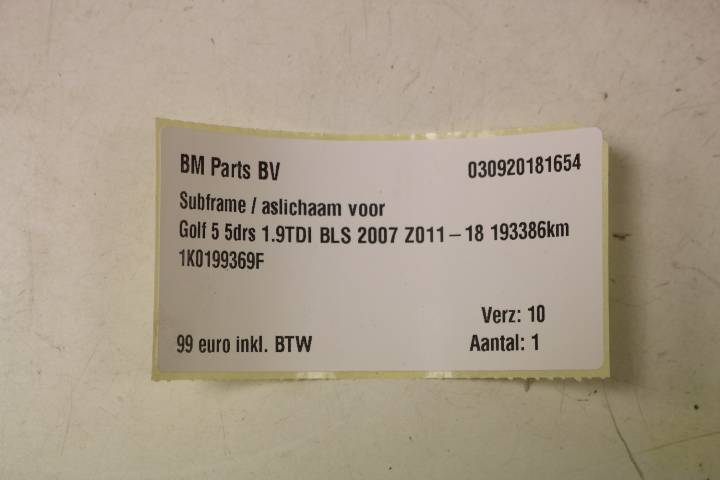 BM Parts BV 030920181654
Subframe / aslichaam voor
Golf 5 5drs 1.9TDI BLS 2007 Z011-18 193386km
1K0199369F
Verz: 10
99 euro inkl. BTW Aantal: 1